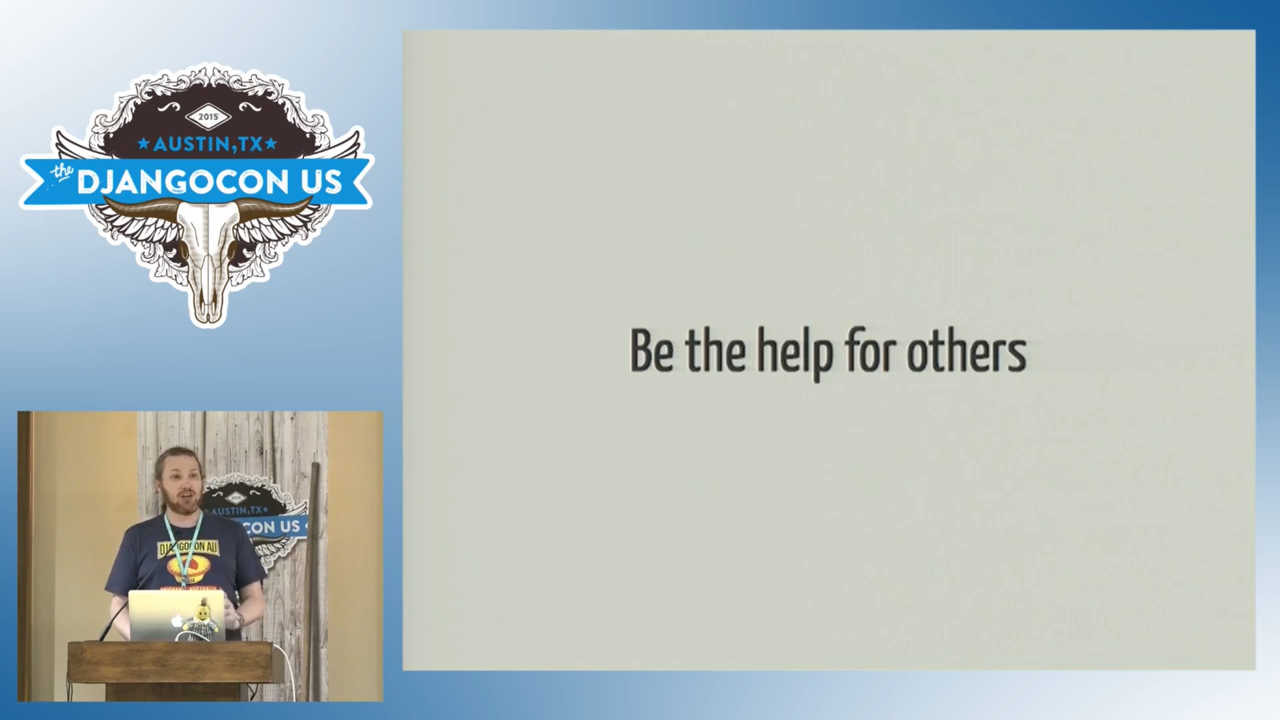 2015
AUSTIN,TX
the
DJANGOCON US
Be the help for others
AUSTIN,TX
CON US
DJANGOCON AU